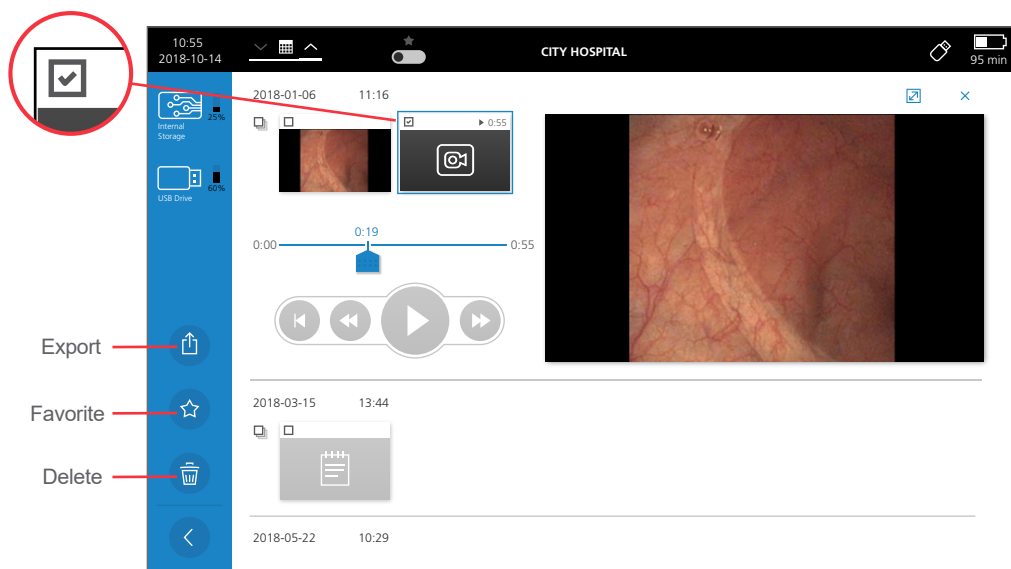 10:55
2018-10-14
CITY HOSPITAL
95 min
Internal
Storage
25%
USB Drive
60%
2018-01-06 11:16
0:55
0:19
0:00
0:55
Export
Favorite
Delete
2018-03-15 13:44
2018-05-22 10:29